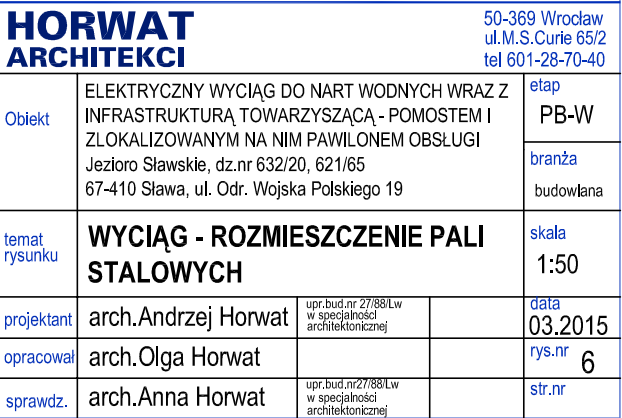 HORWAT
ARCHITEKCI
50-369 Wrocław
ul.M.S.Curie 65/2
tel 601-28-70-40
Obiekt
ELEKTRYCZNY WYCIĄG DO NART WODNYCH WRAZ Z
INFRASTRUKTURĄ TOWARZYSZĄCĄ - POMOSTEM I
ZLOKALIZOWANYM NA NIM PAWILONEM OBSŁUGI
Jezioro Sławskie, dz.nr 632/20, 621/65
67-410 Sława, ul. Odr. Wojska Polskiego 19
etap
PB-W
branża
budowlana
temat
rysunku
WYCIĄG - ROZMIESZCZENIE PALI
STALOWYCH
skala
1:50
projektant
arch.Andrzej Horwat
upr.bud.nr 27/88/Lw
w specjalności
architektonicznej
data
03.2015
opracował
arch.Olga Horwat
rys.nr 6
sprawdz.
arch.Anna Horwat
upr.bud.nr27/88/Lw
w specjalności
architektonicznej
str.nr